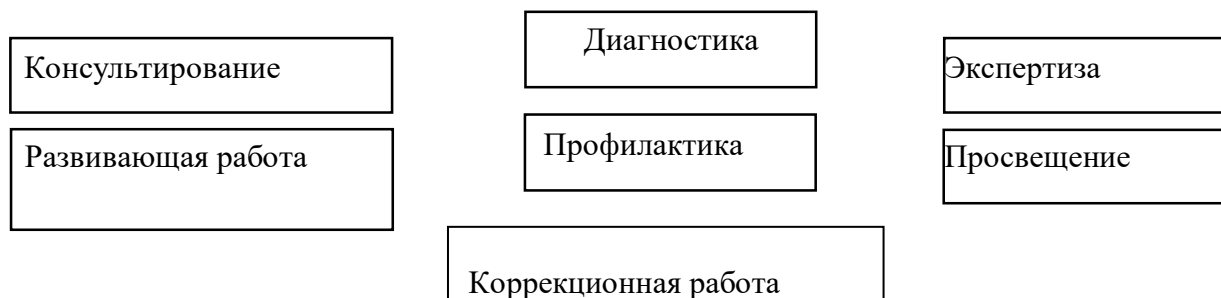 Диагностика
Консультирование
Экспертиза
Профилактика
Развивающая работа
Просвещение
Коррекционная работа